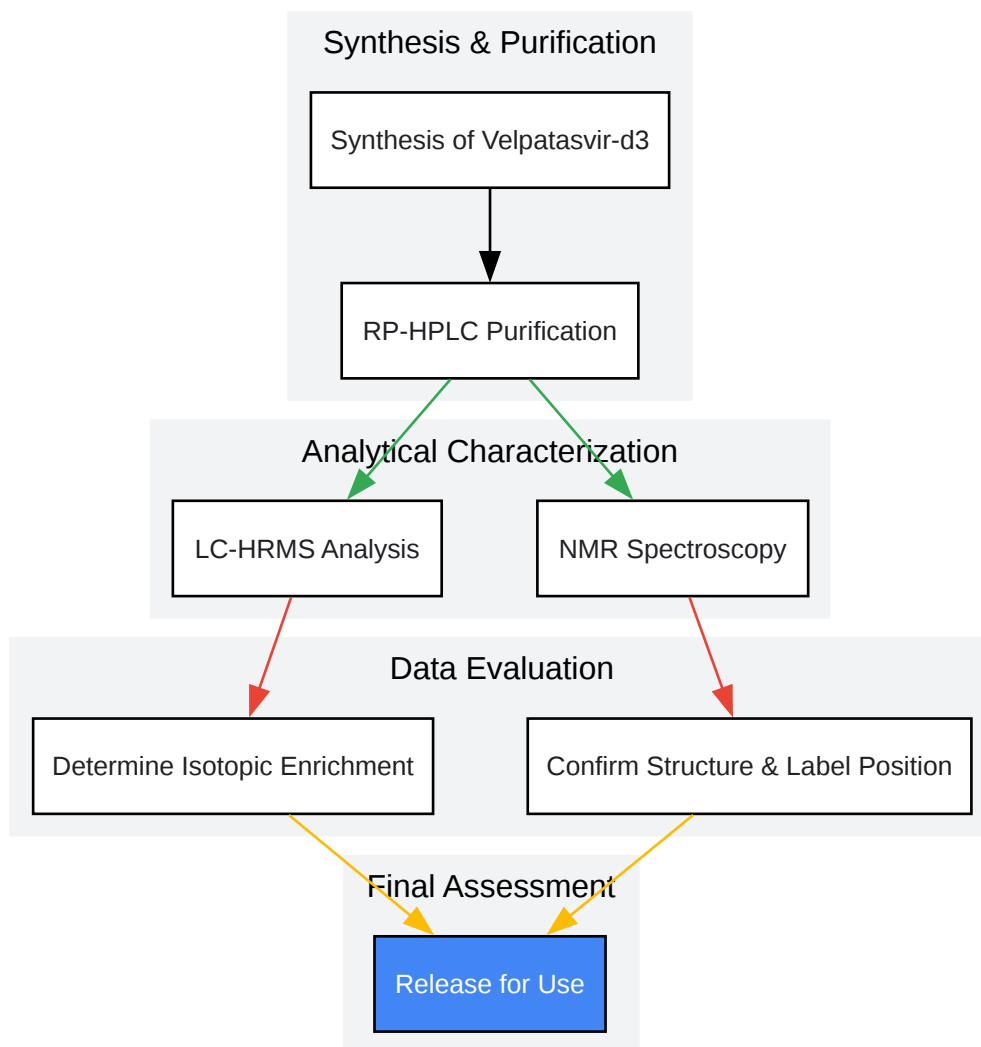 Synthesis & Purification
Synthesis of Velpatasvir-d3
RP-HPLC Purification
Analytical Characterization
LC-HRMS Analysis
NMR Spectroscopy
Data Evaluation
Determine Isotopic Enrichment
Confirm Structure & Label Position
Final Assessment
Release for Use